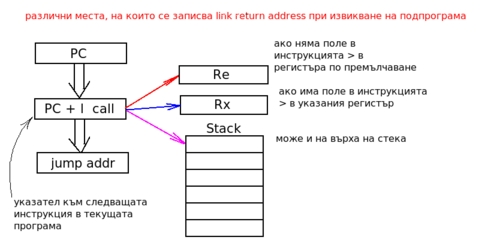 различни места, на които се записва link return address при извикване на подпрограма
PC
ако няма поле в
инструкцията > в
регистъра по премълчаване
Re
PC + I call
ако има поле в инструкцията
> в указания регистър
Rx
Stack
може и на върха на стека
jump addr
указател към следващата
инструкция в текущата
програма